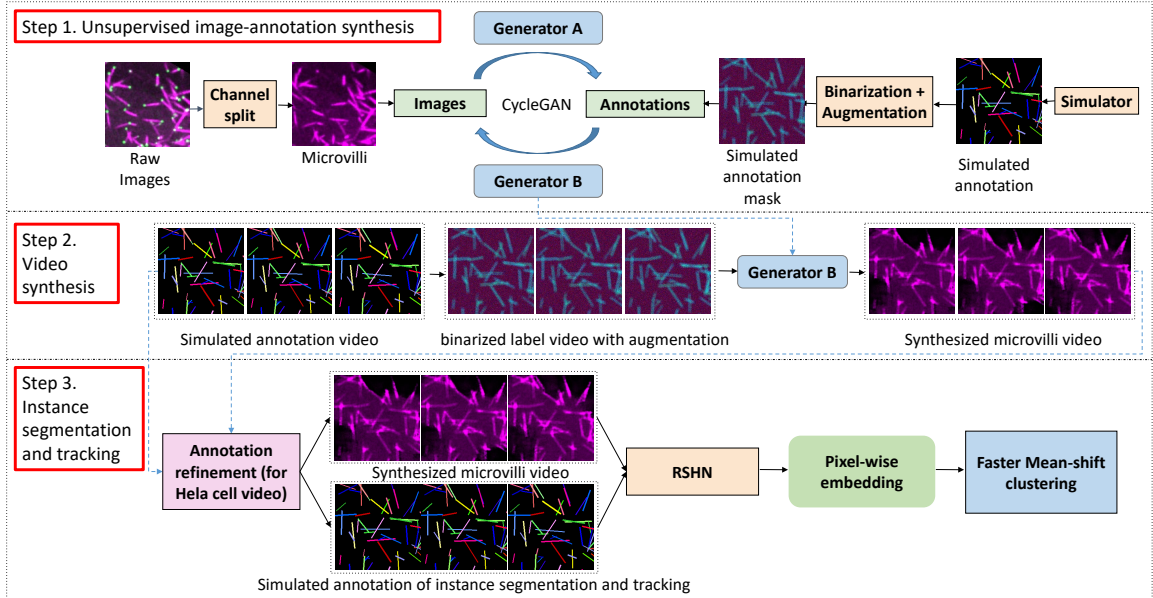 Step 1. Unsupervised image-annotation synthesis
Generator A
Channel
split
Images
CycleGAN
Annotations
Binarization +
Augmentation
Simulator
Raw
Images
Microvilli
Generator B
Simulated
annotation
mask
Simulated
annotation
Step 2.
Video
synthesis
Generator B
Simulated annotation video
binarized label video with augmentation
Synthesized microvilli video
Step 3.
Instance
segmentation
and tracking
Annotation
refinement (for
Hela cell video)
Synthesized microvilli video
Simulated annotation of instance segmentation and tracking
RSHN
Pixel-wise
embedding
Faster Mean-shift
clustering